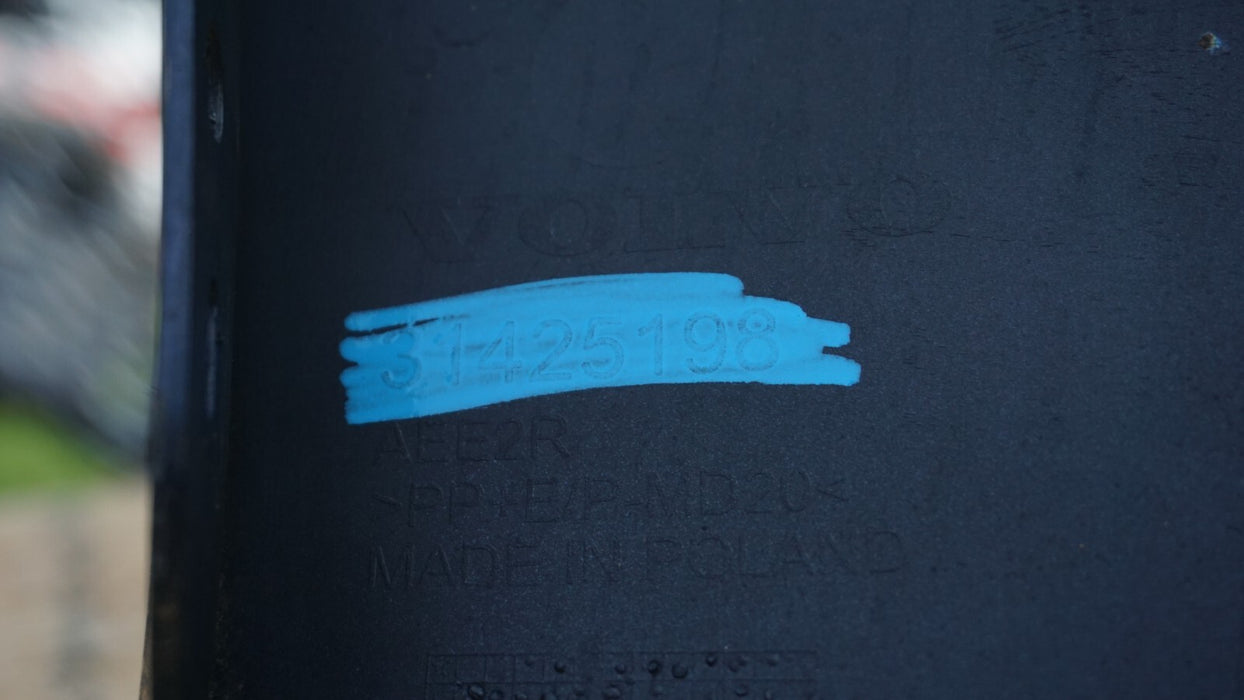 VOLVO
31425198
AEE2R
>PP+E/P-MD20<
MADE IN POLAND